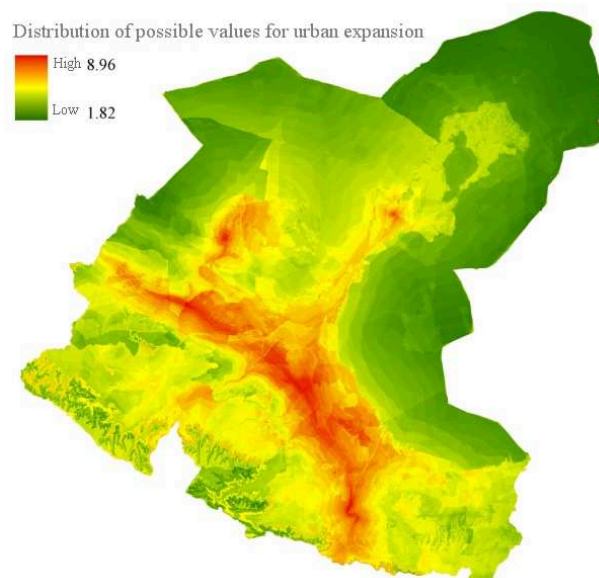 Distribution of possible values for urban expansion
High 8.96
Low 1.82